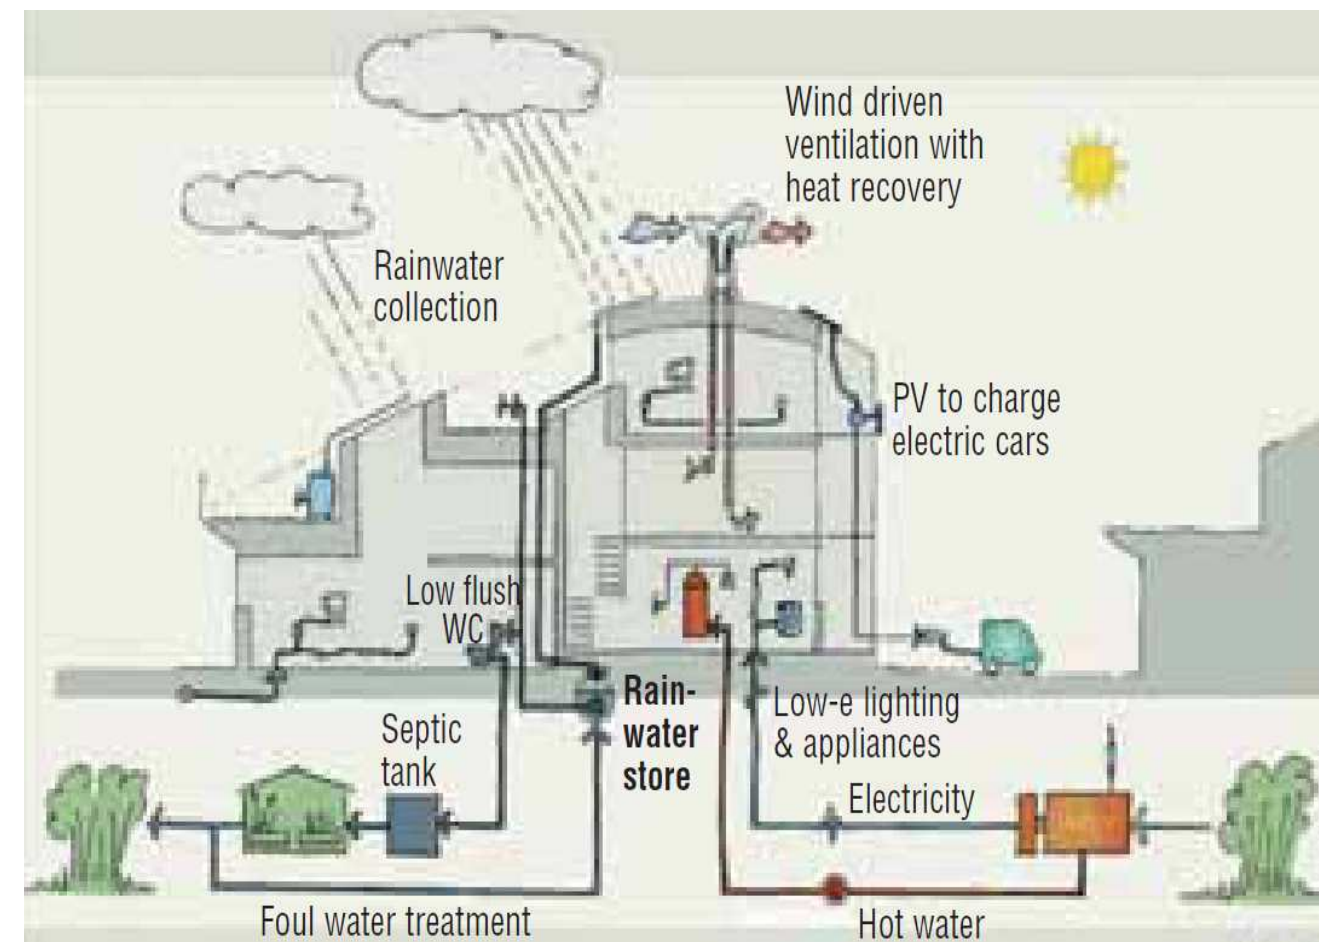 Wind driven
ventilation with
heat recovery
Rainwater
collection
PV to charge
electric cars
Low flush
WC
Rain-
water
store
Septic
tank
Low-e lighting
& appliances
Electricity
Foul water treatment
Hot water